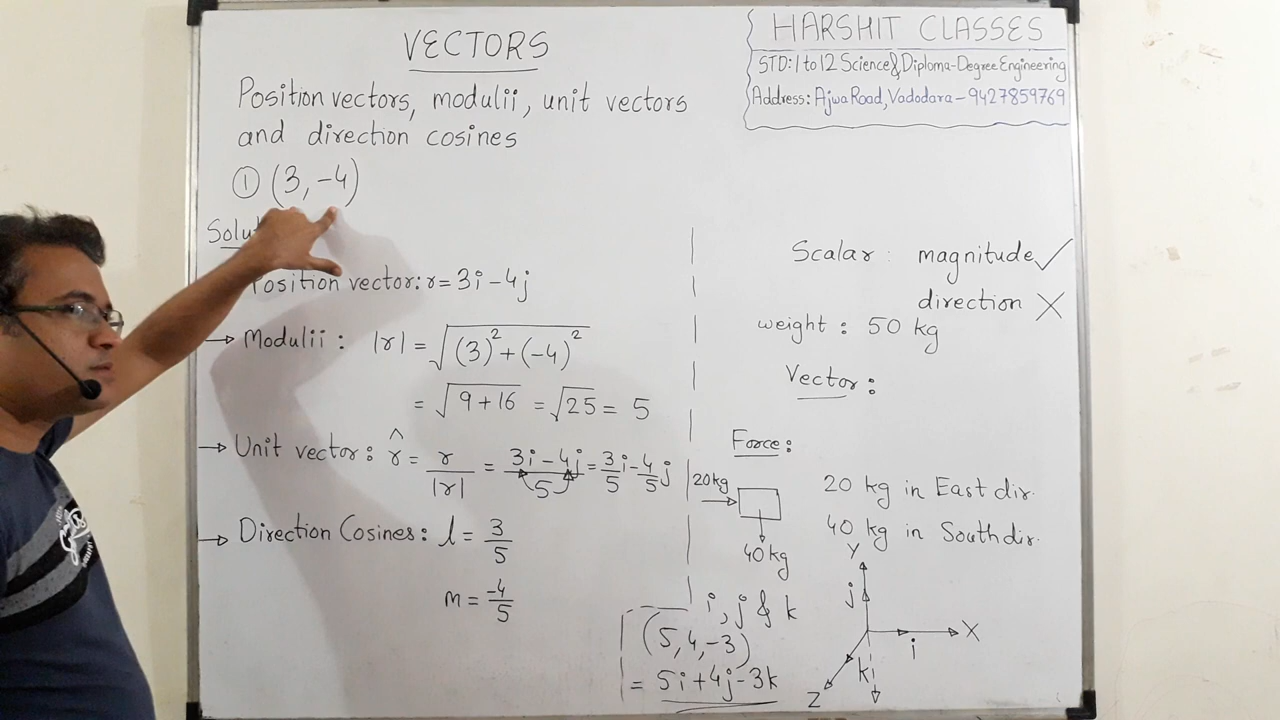 VECTORS
HARSHIT CLASSES
STD: 1 to 12 Science & Diploma-Degree Engineering
Address: Ajwa Road, Vadodara - 9427859769
Position vectors, modulii, unit vectors
and direction cosines
① (3, -4)
Solut
Position vector: r = 3i - 4j
→ Modulii : |r| = √((3)² + (-4)²)
= √(9+16) = √25 = 5
→ Unit vector : r̂ = r/|r| = (3i - 4j)/5 = 3/5 i - 4/5 j
→ Direction Cosines : l = 3/5
m = -4/5
Scalar : magnitude ✓
direction X
weight : 50 kg
Vector :
Force :
20kg
40 kg
20 kg in East dir.
40 kg in South dir.
i, j & k
(5, 4, -3)
= 5i + 4j - 3k
Y
j
X
i
k
Z